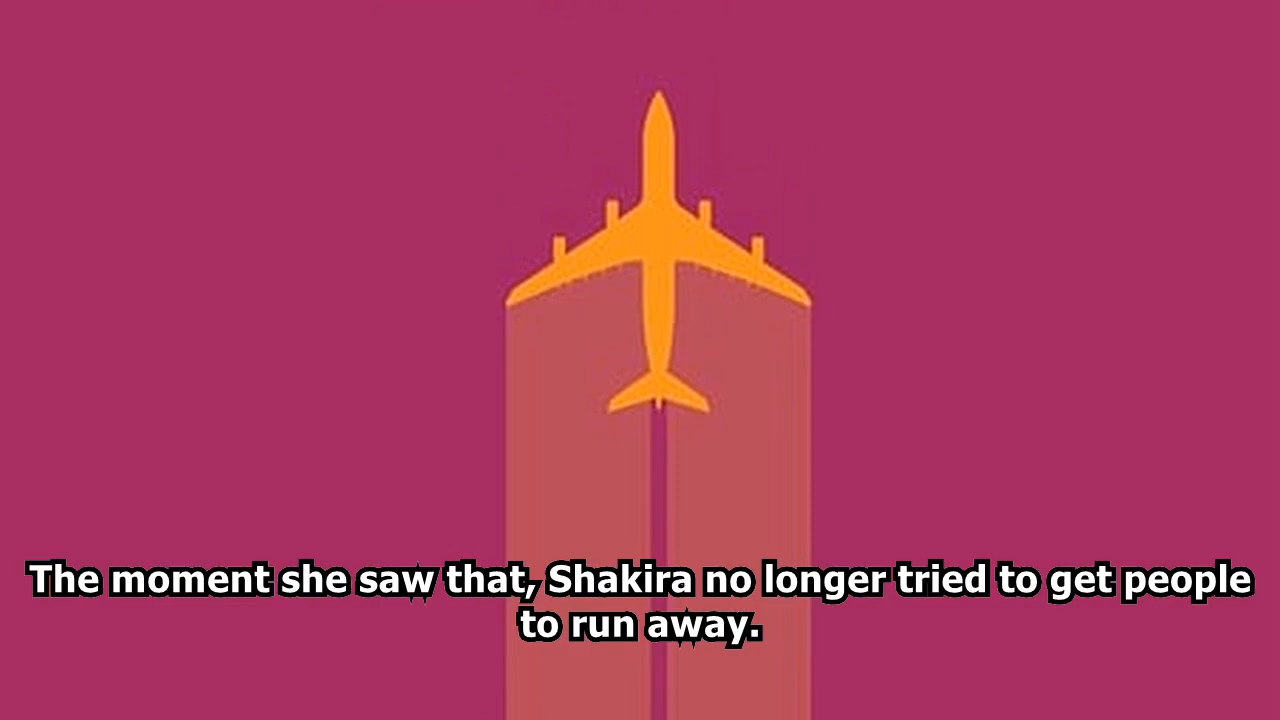 The moment she saw that, Shakira no longer tried to get people
to run away.